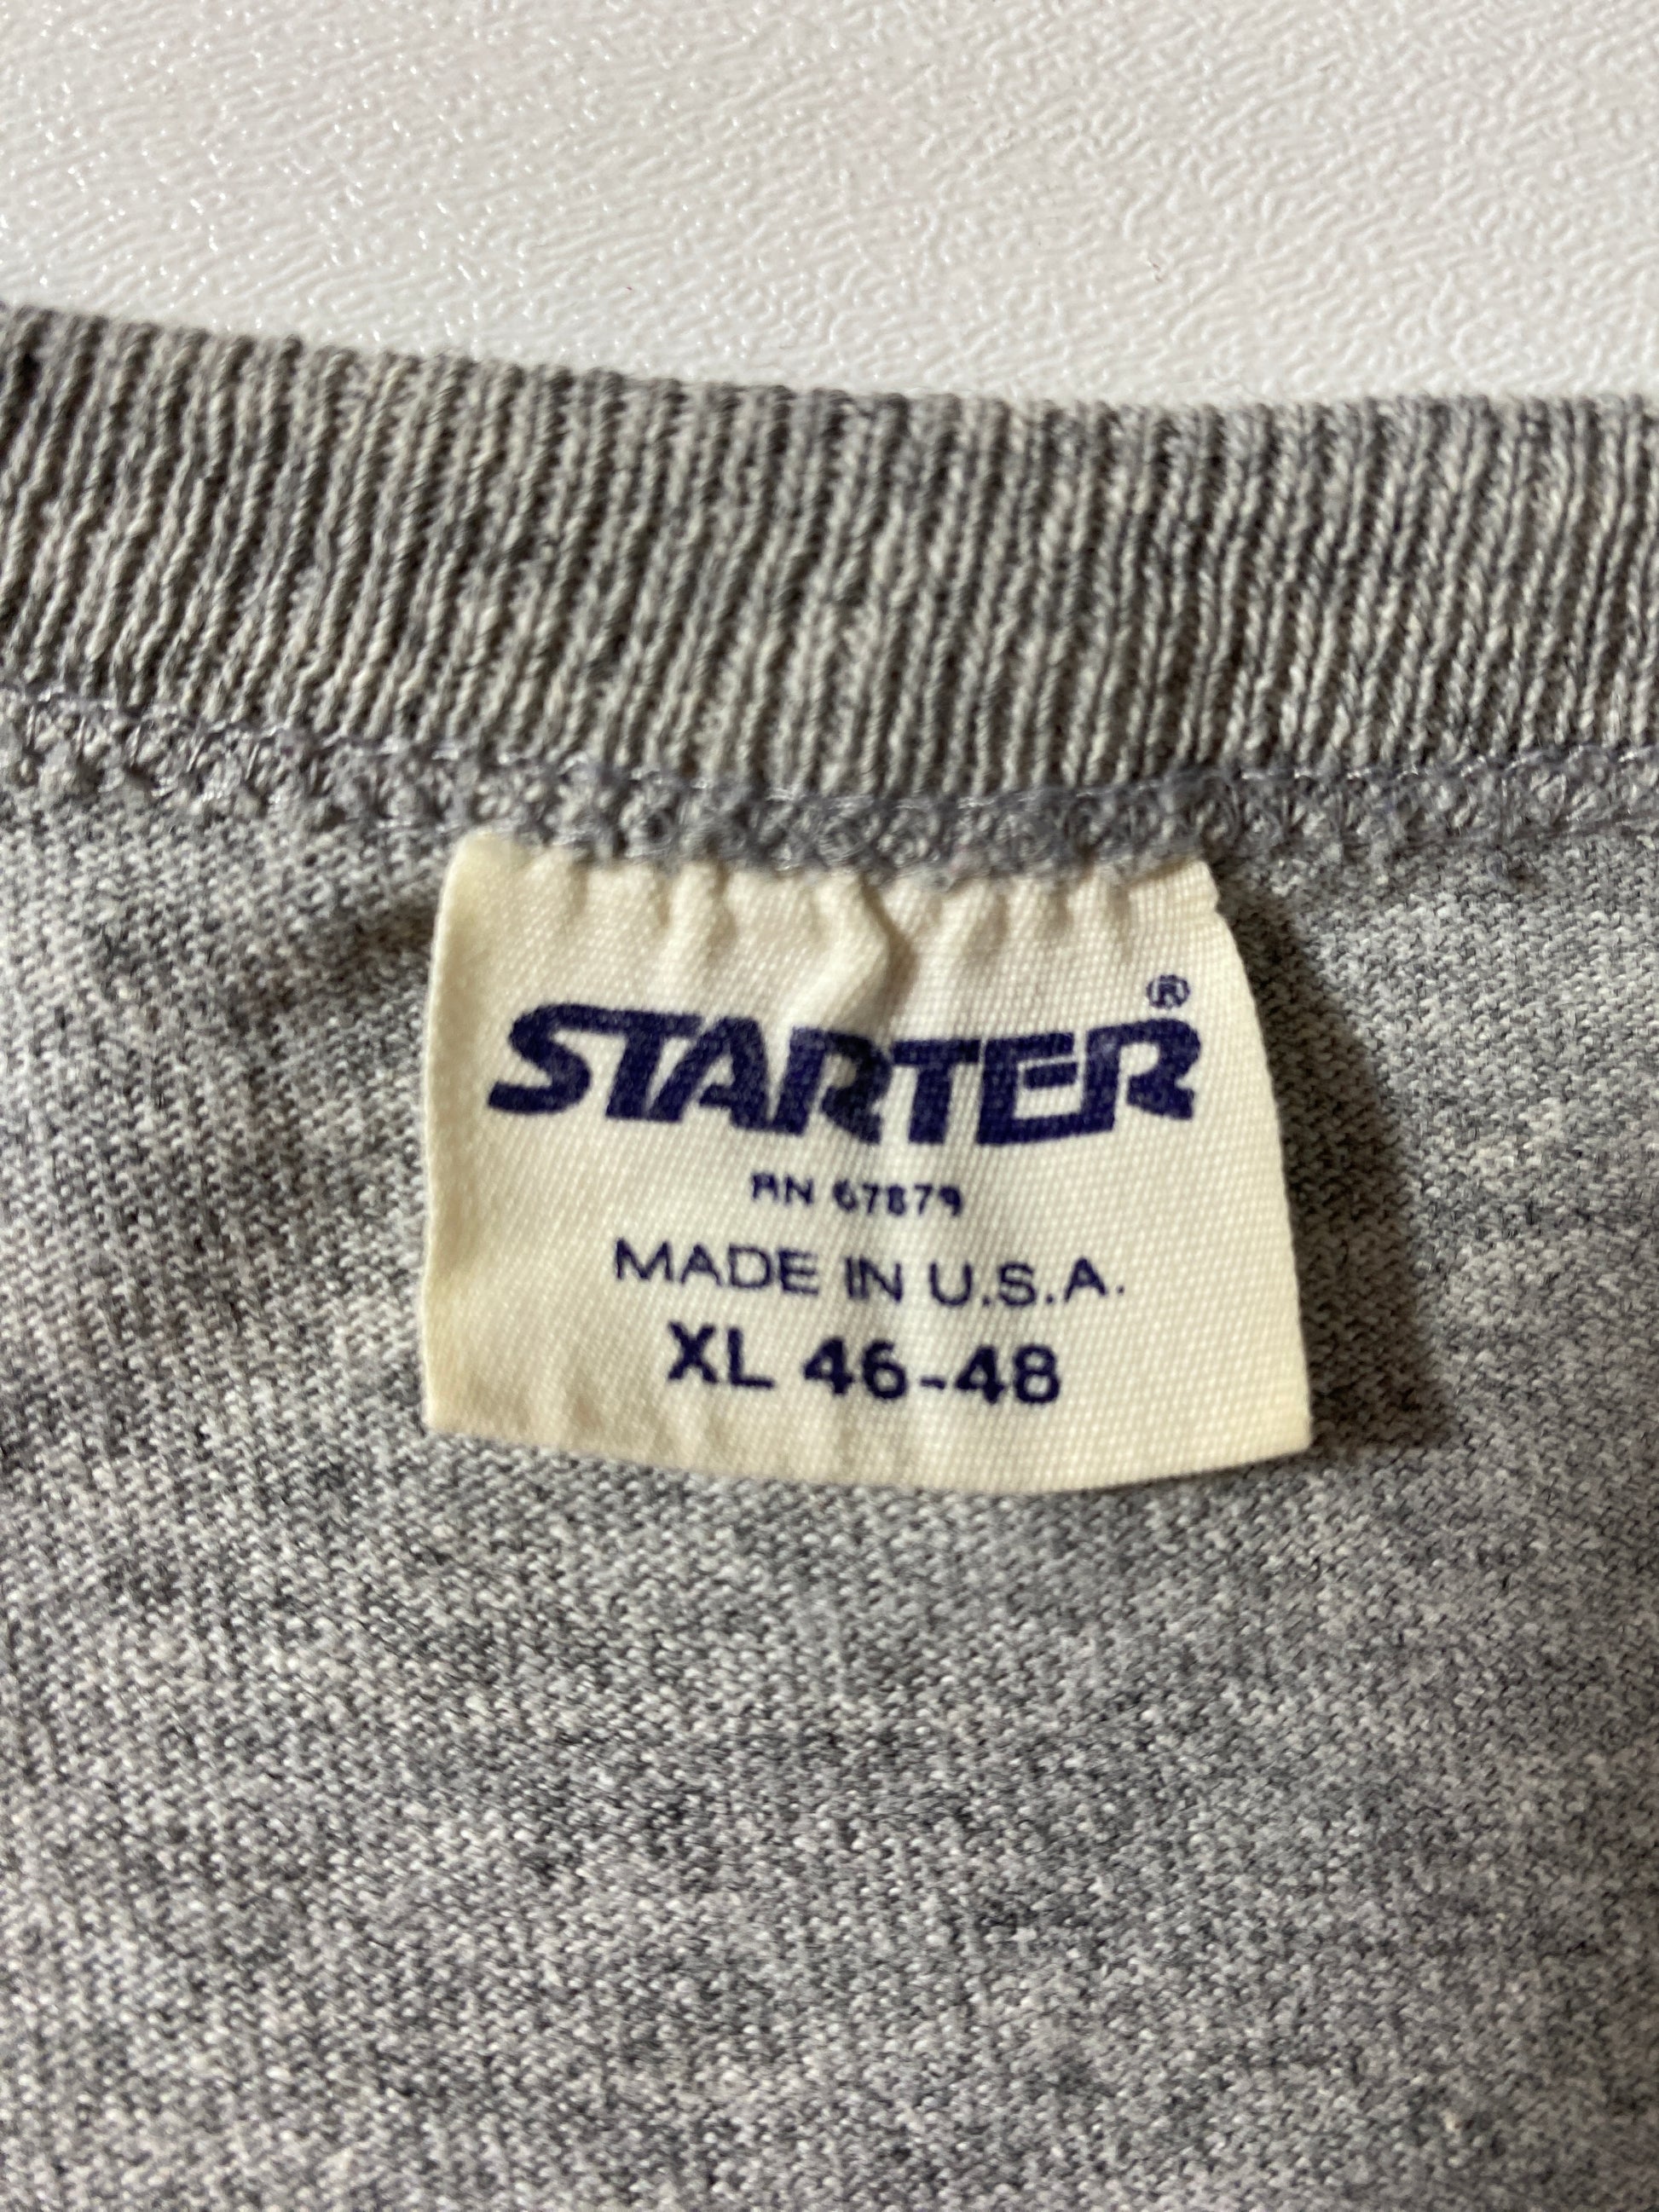 STARTER®
RN 67879
MADE IN U.S.A.
XL 46-48